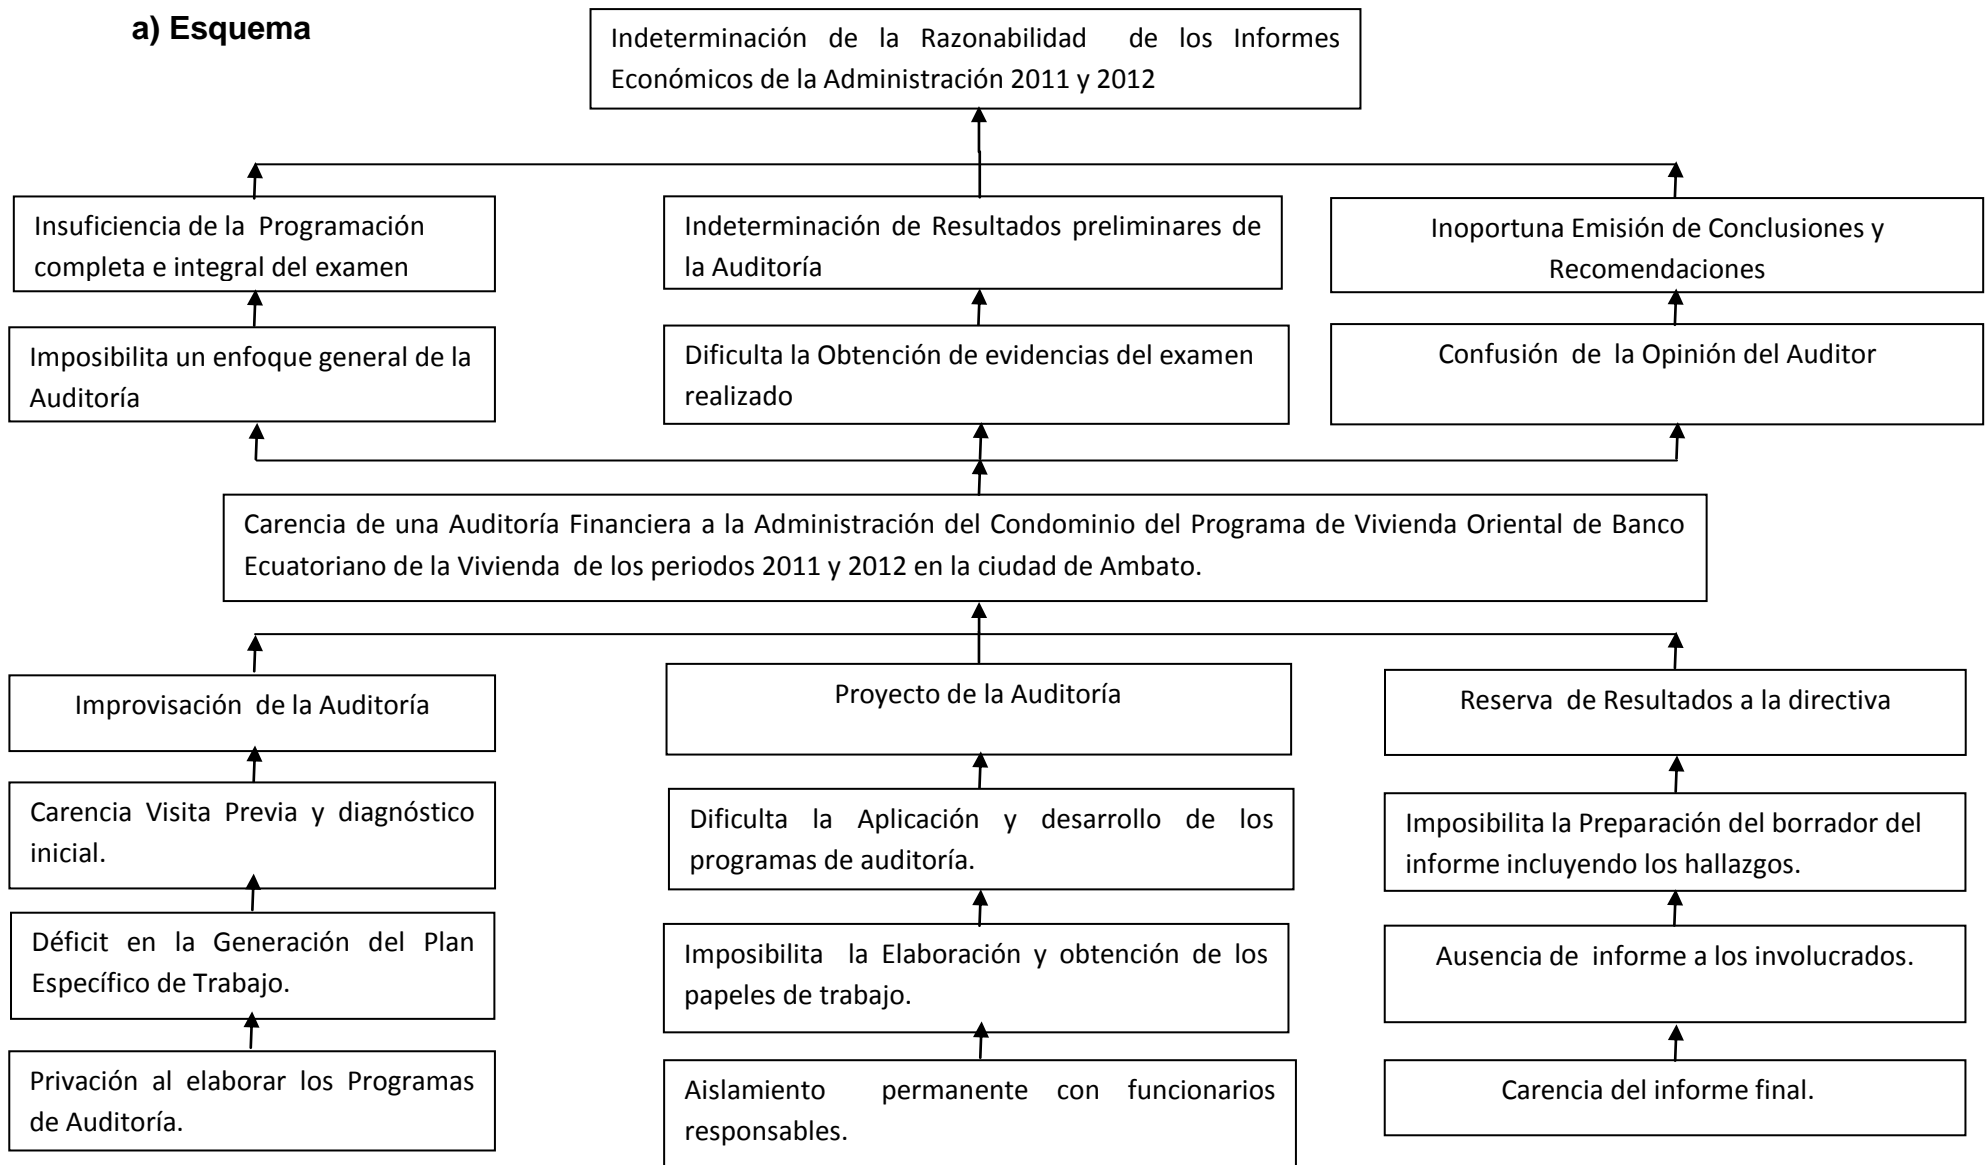 a) Esquema
Indeterminación de la Razonabilidad de los Informes
Económicos de la Administración 2011 y 2012
Insuficiencia de la Programación
completa e integral del examen
Indeterminación de Resultados preliminares de
la Auditoría
Inoportuna Emisión de Conclusiones y
Recomendaciones
Imposibilita un enfoque general de la
Auditoría
Dificulta la Obtención de evidencias del examen
realizado
Confusión de la Opinión del Auditor
Carencia de una Auditoría Financiera a la Administración del Condominio del Programa de Vivienda Oriental de Banco
Ecuatoriano de la Vivienda de los periodos 2011 y 2012 en la ciudad de Ambato.
Improvisación de la Auditoría
Proyecto de la Auditoría
Reserva de Resultados a la directiva
Carencia Visita Previa y diagnóstico
inicial.
Dificulta la Aplicación y desarrollo de los
programas de auditoría.
Imposibilita la Preparación del borrador del
informe incluyendo los hallazgos.
Déficit en la Generación del Plan
Específico de Trabajo.
Imposibilita la Elaboración y obtención de los
papeles de trabajo.
Ausencia de informe a los involucrados.
Privación al elaborar los Programas
de Auditoría.
Aislamiento permanente con funcionarios
responsables.
Carencia del informe final.